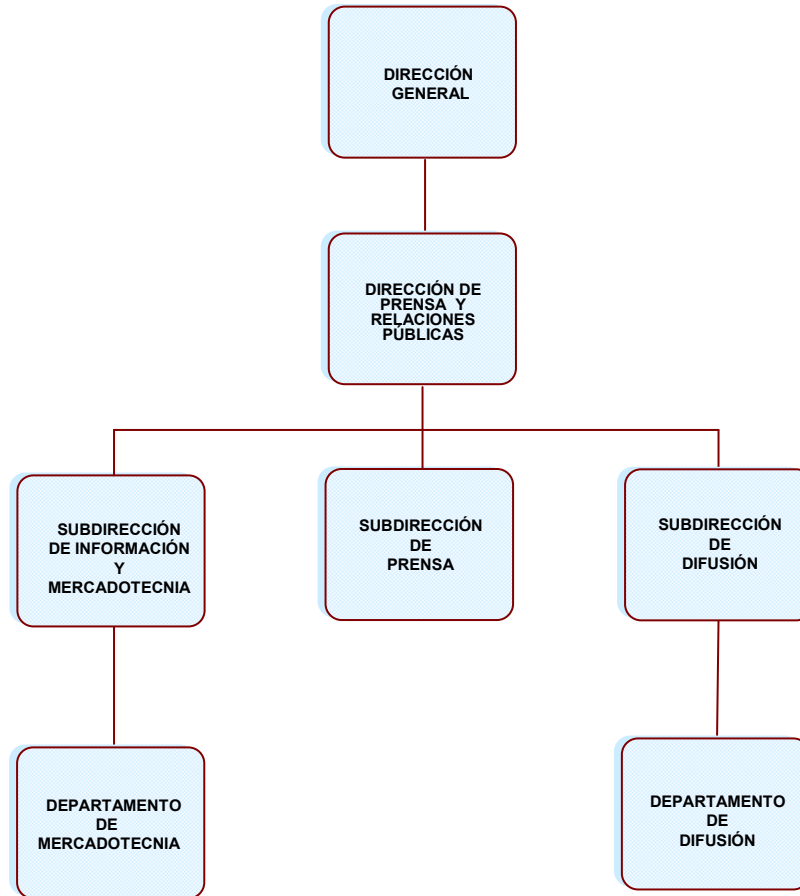 DIRECCIÓN
GENERAL
DIRECCIÓN DE
PRENSA Y
RELACIONES
PÚBLICAS
SUBDIRECCIÓN
DE INFORMACIÓN
Y
MERCADOTECNIA
SUBDIRECCIÓN
DE
PRENSA
SUBDIRECCIÓN
DE
DIFUSIÓN
DEPARTAMENTO
DE
MERCADOTECNIA
DEPARTAMENTO
DE
DIFUSIÓN